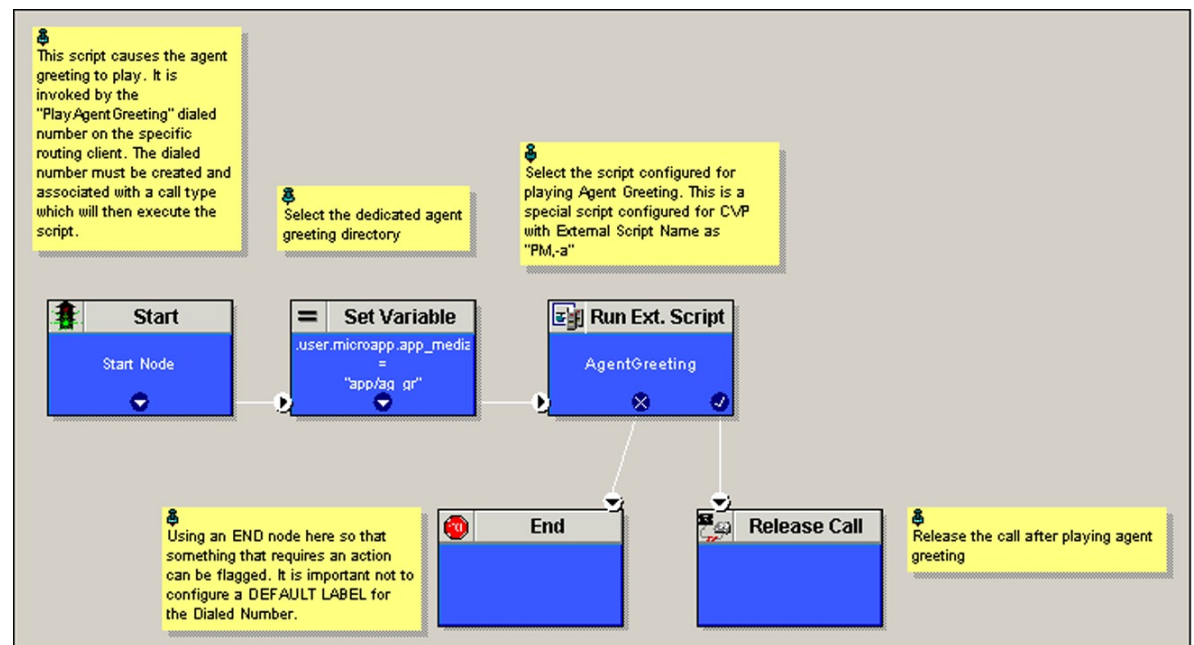 This script causes the agent
greeting to play. It is
invoked by the
"PlayAgentGreeting" dialed
number on the specific
routing client. The dialed
number must be created and
associated with a call type
which will then execute the
script.
Select the dedicated agent
greeting directory
Select the script configured for
playing Agent Greeting. This is a
special script configured for CVP
with External Script Name as
"PM,-a"
Start
Start Node
= Set Variable
.user.microapp.app_media
=
"app/ag_gr"
Run Ext. Script
AgentGreeting
Using an END node here so that
something that requires an action
can be flagged. It is important not to
configure a DEFAULT LABEL for
the Dialed Number.
End
Release Call
Release the call after playing agent
greeting